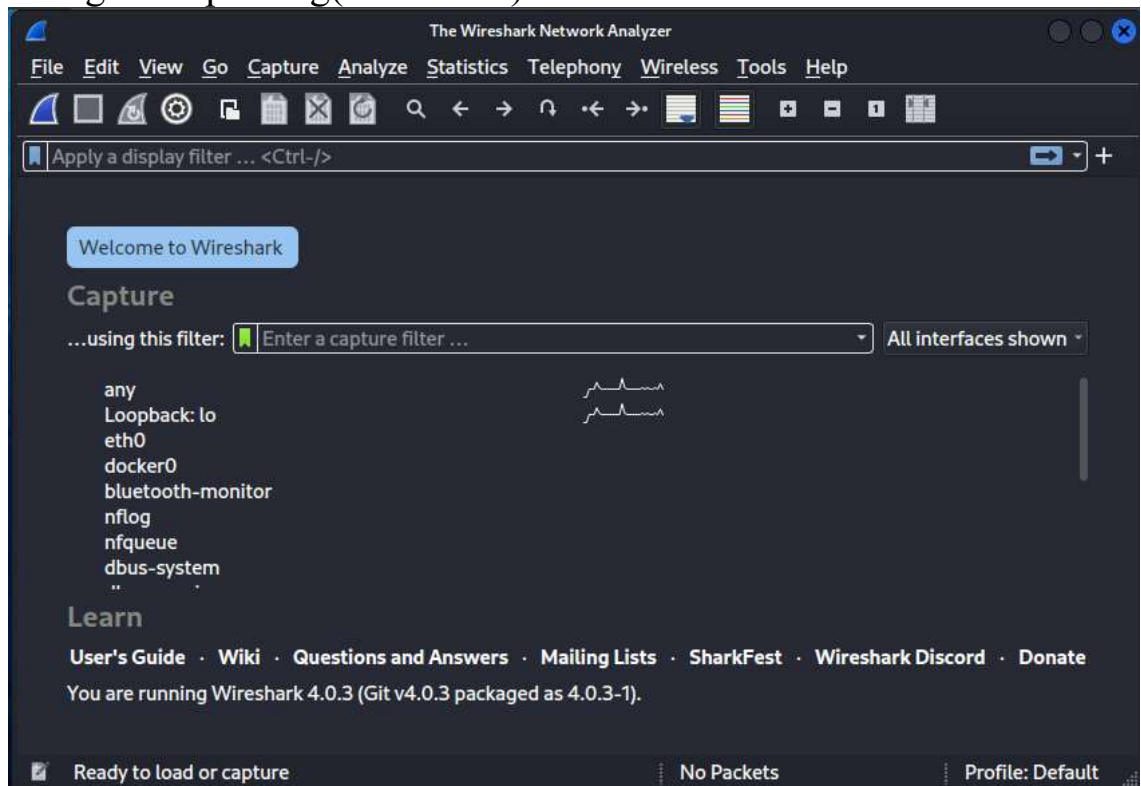 The Wireshark Network Analyzer
File Edit View Go Capture Analyze Statistics Telephony Wireless Tools Help
Apply a display filter ... <Ctrl-/>
Welcome to Wireshark
Capture
...using this filter: Enter a capture filter ... All interfaces shown
any
Loopback: lo
eth0
docker0
bluetooth-monitor
nflog
nfqueue
dbus-system
Learn
User's Guide · Wiki · Questions and Answers · Mailing Lists · SharkFest · Wireshark Discord · Donate
You are running Wireshark 4.0.3 (Git v4.0.3 packaged as 4.0.3-1).
Ready to load or capture No Packets Profile: Default